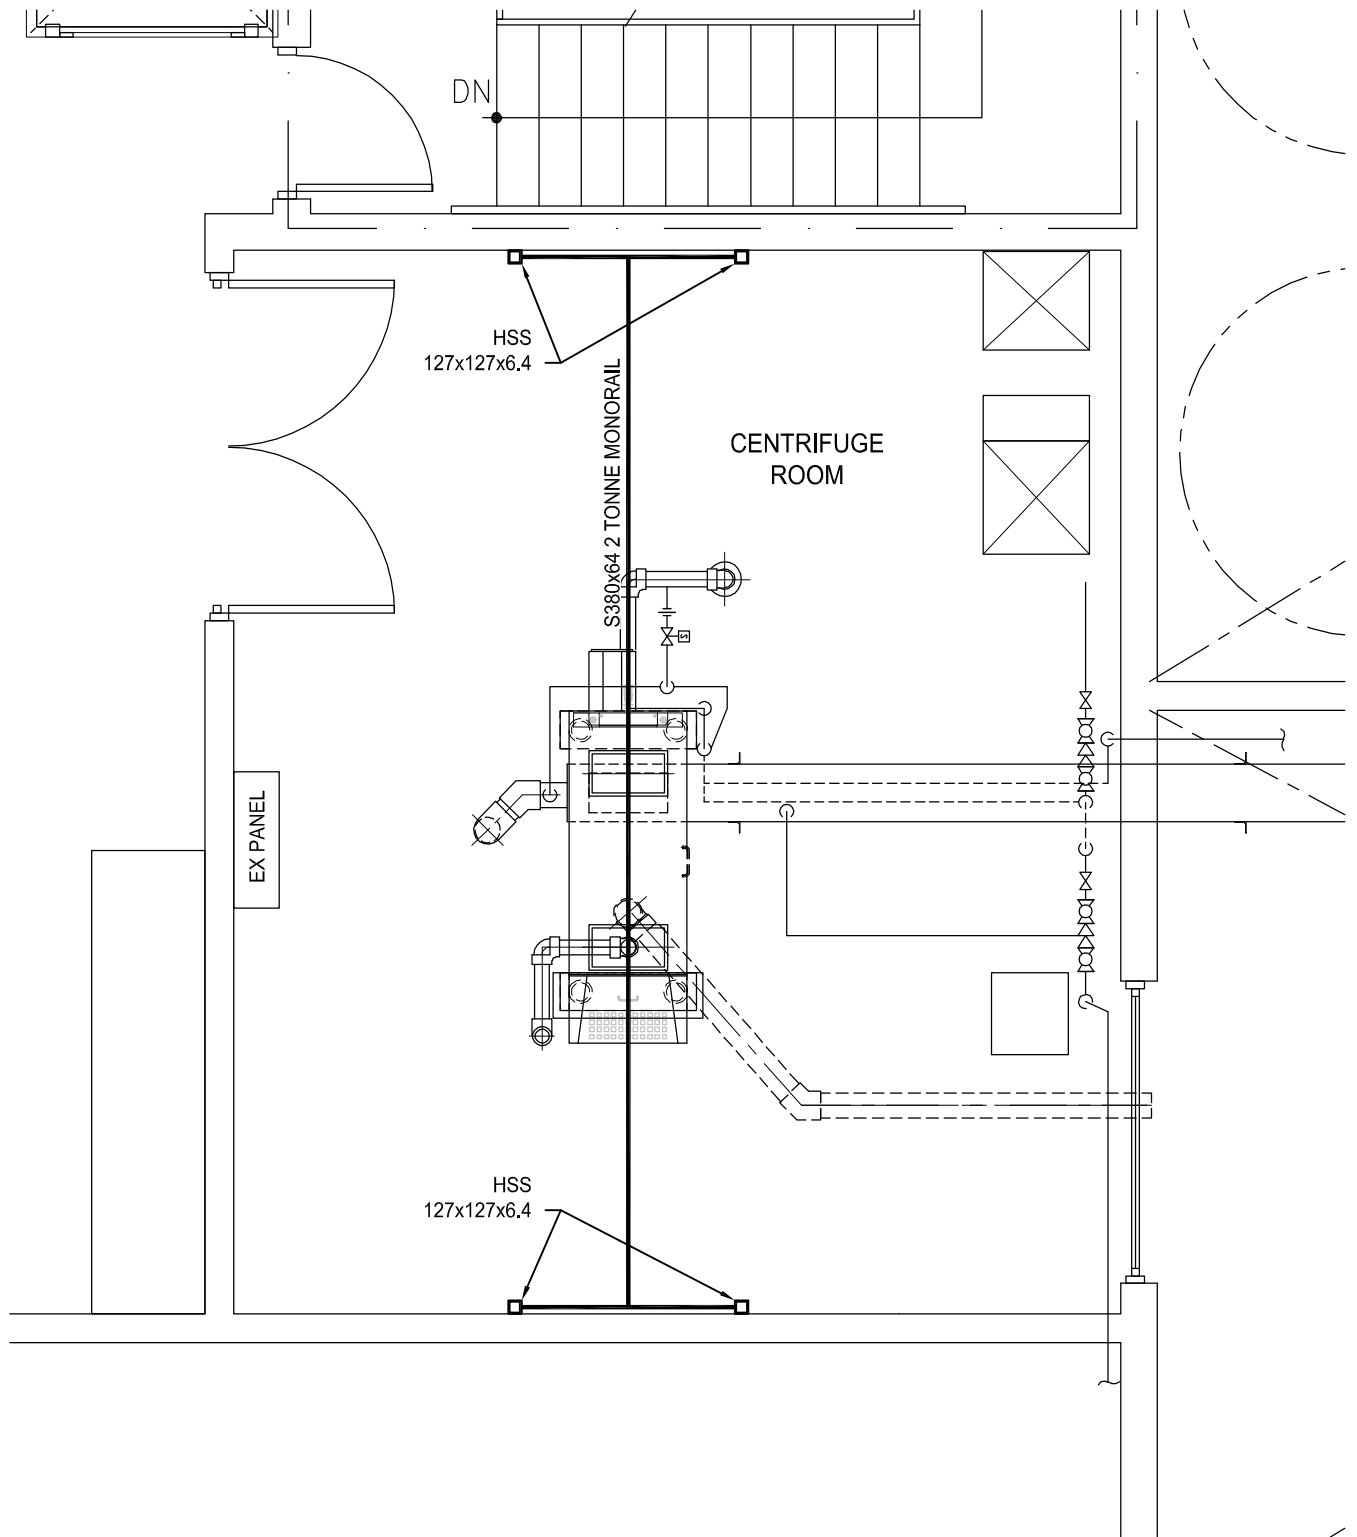 DN
HSS
127x127x6.4
S380x64 2 TONNE MONORAIL
CENTRIFUGE
ROOM
S
EX PANEL
HSS
127x127x6.4